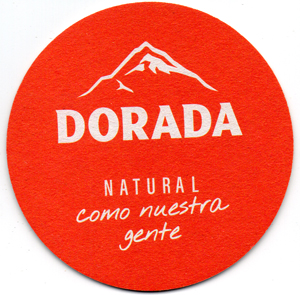 DORADA
NATURAL
como nuestra
gente